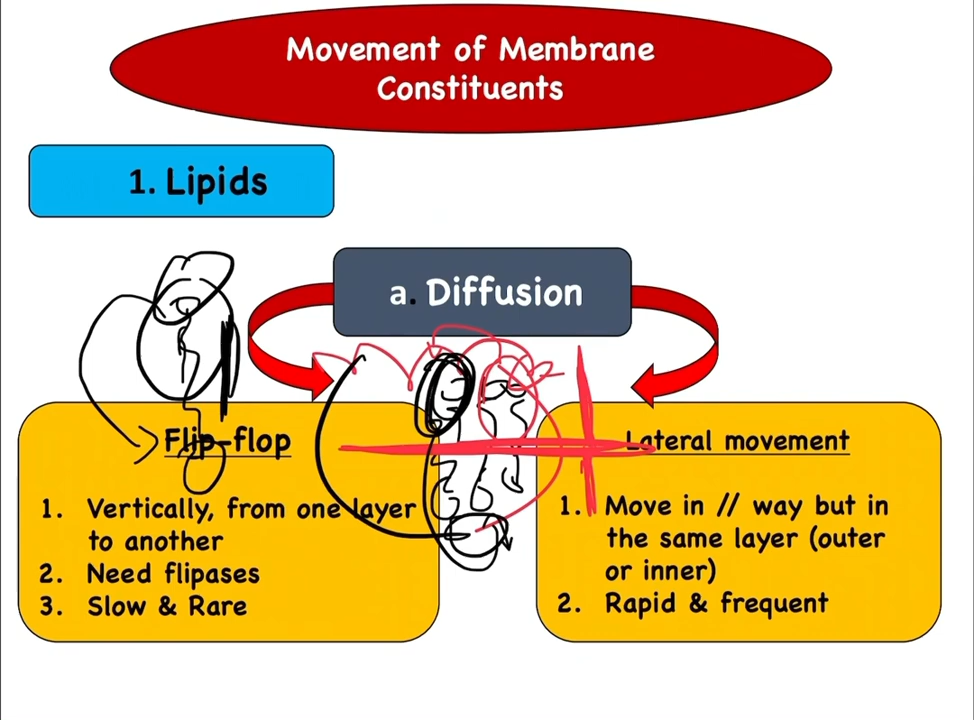 Movement of Membrane
Constituents
1. Lipids
a. Diffusion
Flip-flop
1. Vertically, from one layer
to another
2. Need flipases
3. Slow & Rare
Lateral movement
1. Move in // way but in
the same layer (outer
or inner)
2. Rapid & frequent